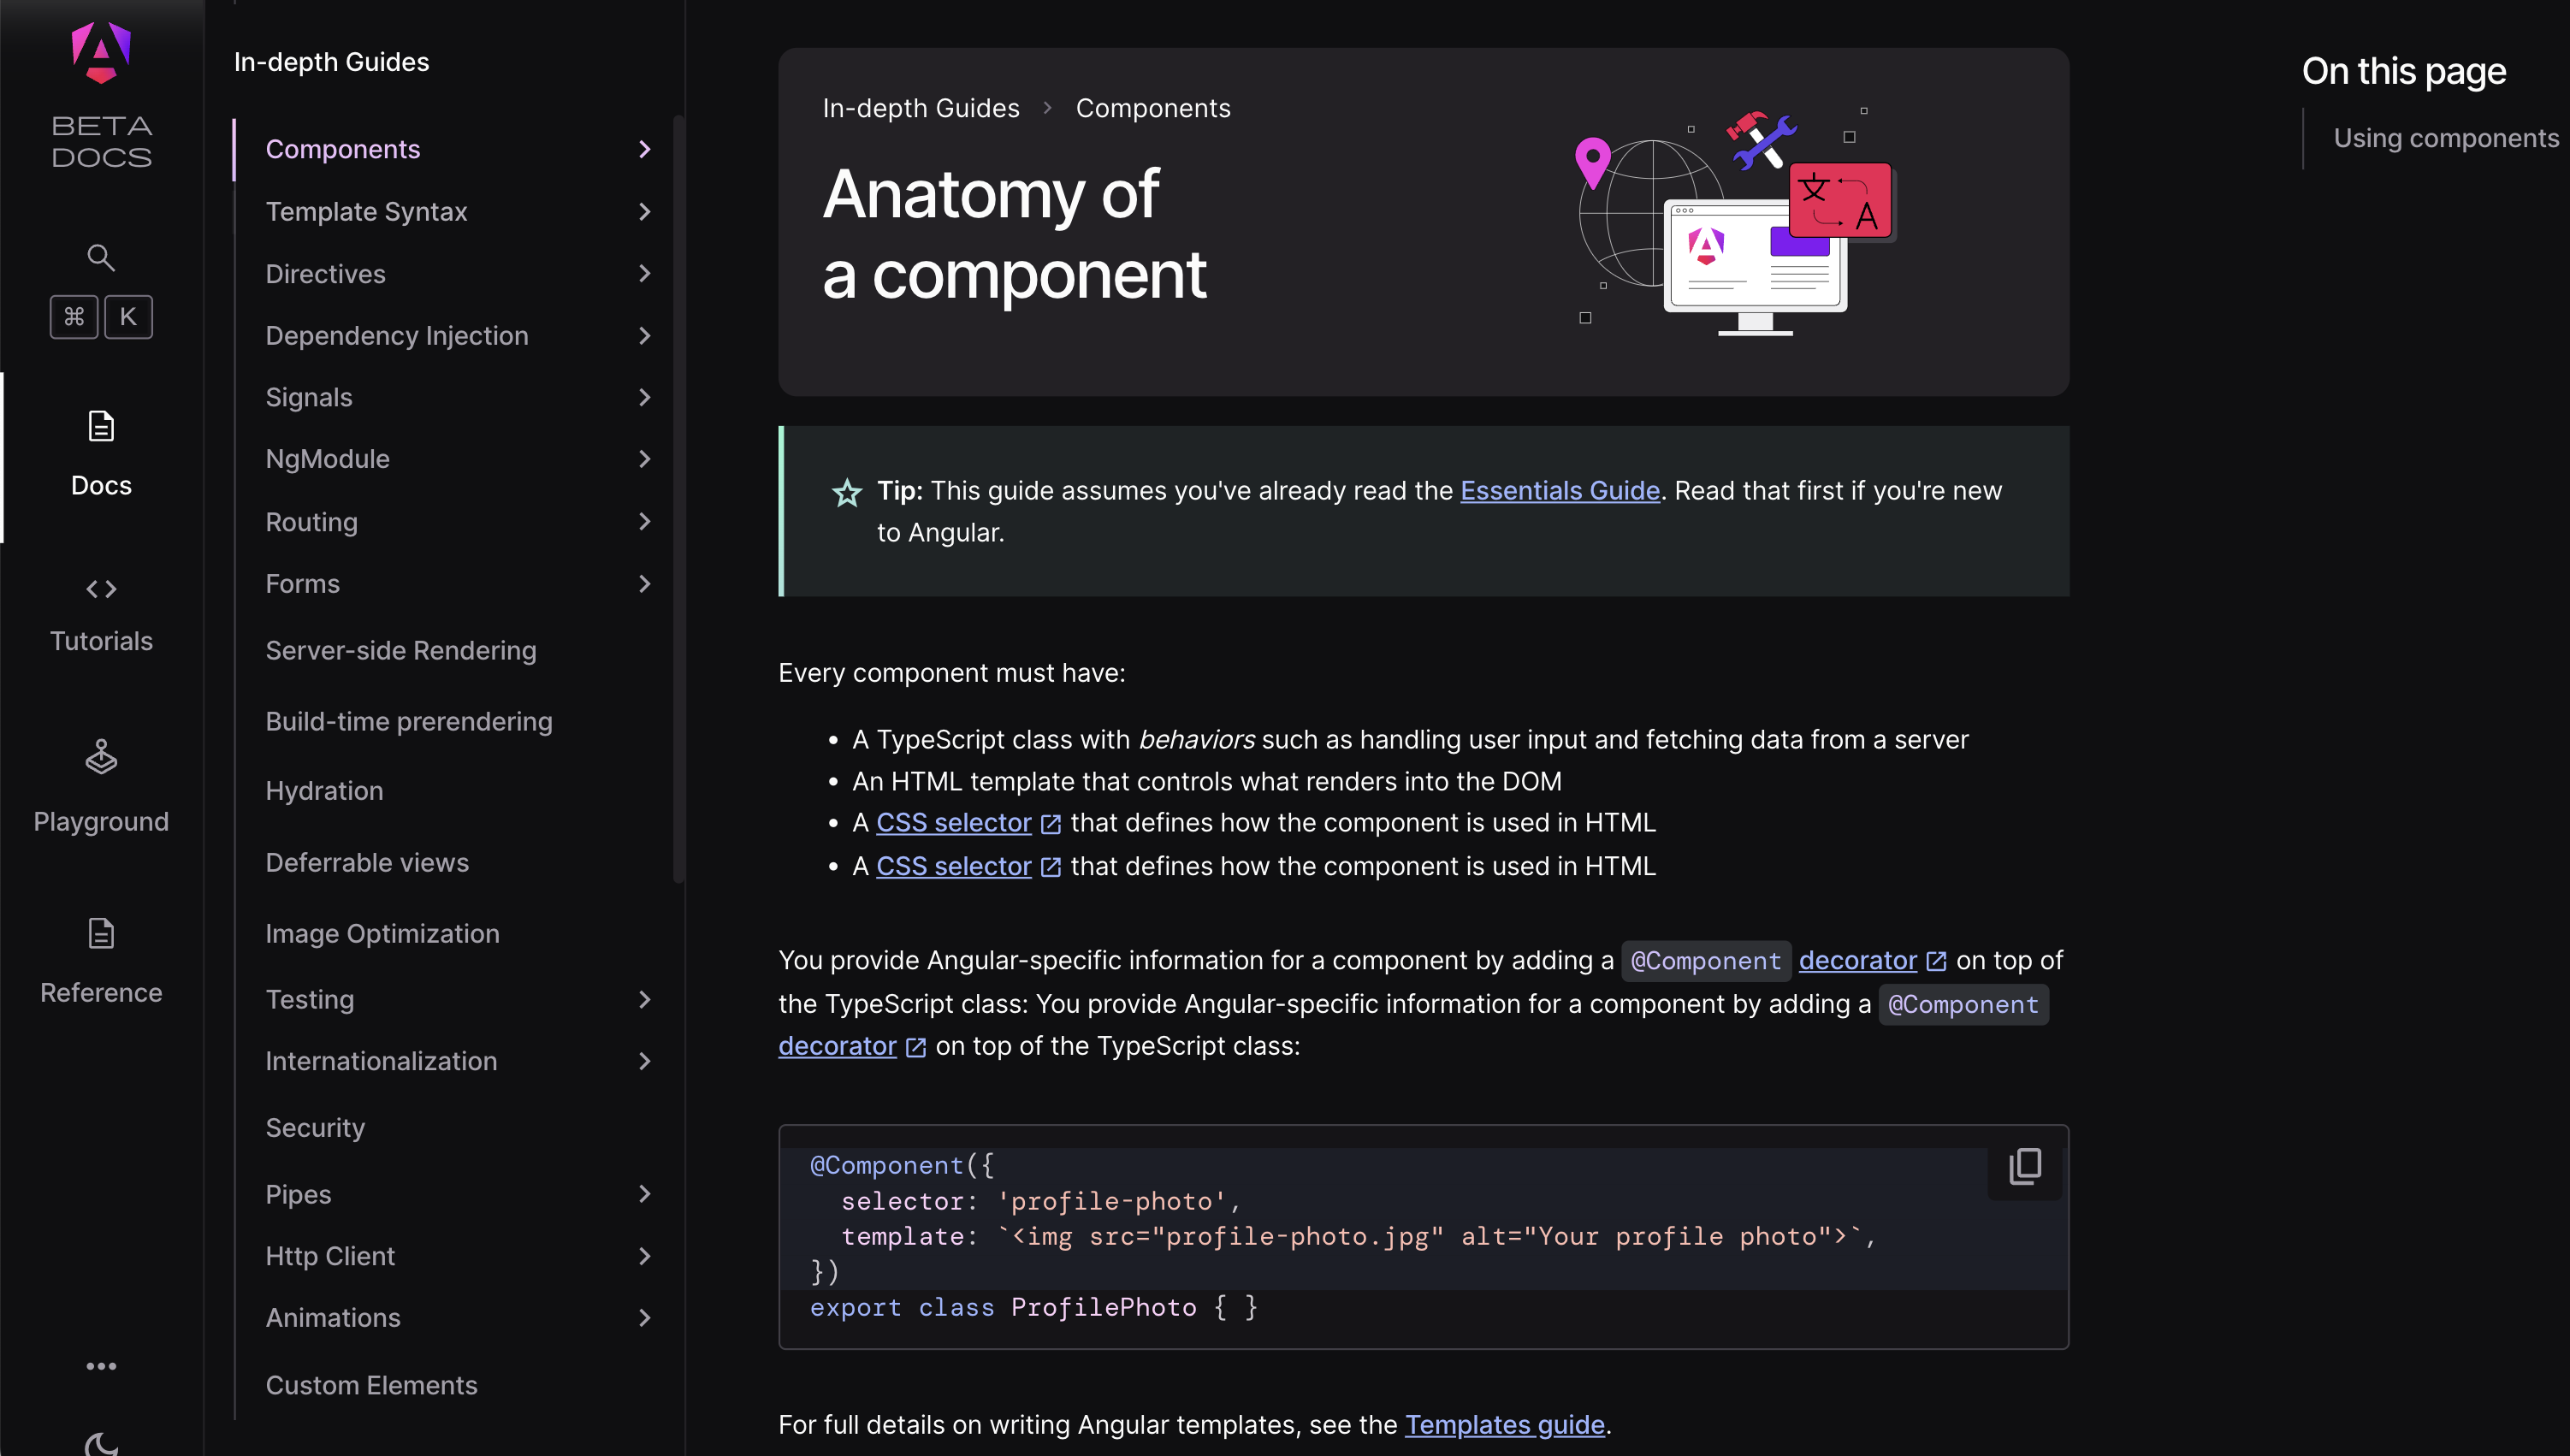 BETA
DOCS
⌘ K
Docs
Tutorials
Playground
Reference
In-depth Guides
Components
Template Syntax
Directives
Dependency Injection
Signals
NgModule
Routing
Forms
Server-side Rendering
Build-time prerendering
Hydration
Deferrable views
Image Optimization
Testing
Internationalization
Security
Pipes
Http Client
Animations
Custom Elements
In-depth Guides > Components
Anatomy of
a component
文
A
Tip: This guide assumes you've already read the Essentials Guide. Read that first if you're new
to Angular.
Every component must have:
• A TypeScript class with behaviors such as handling user input and fetching data from a server
• An HTML template that controls what renders into the DOM
• A CSS selector that defines how the component is used in HTML
• A CSS selector that defines how the component is used in HTML
You provide Angular-specific information for a component by adding a @Component decorator on top of
the TypeScript class: You provide Angular-specific information for a component by adding a @Component
decorator on top of the TypeScript class:
@Component({
  selector: 'profile-photo',
  template: `<img src="profile-photo.jpg" alt="Your profile photo">`,
})
export class ProfilePhoto { }
For full details on writing Angular templates, see the Templates guide.
On this page
Using components